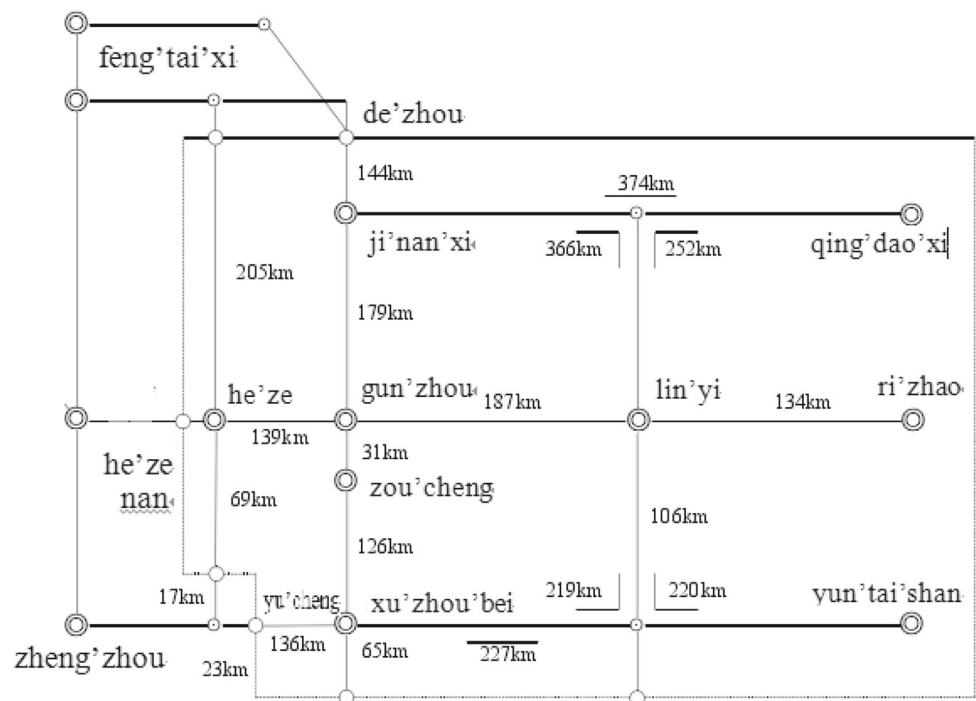 feng’tai’xi
de’zhou
144km
374km
ji’nan’xi
366km
252km
qing’dao’xi
205km
179km
he’ze
gun’zhou
187km
lin’yi
134km
ri’zhao
139km
31km
he’ze
nan
69km
zou’cheng
106km
126km
17km
yu’cheng
xu’zhou’bei
219km
220km
yun’tai’shan
zheng’zhou
23km
136km
65km
227km